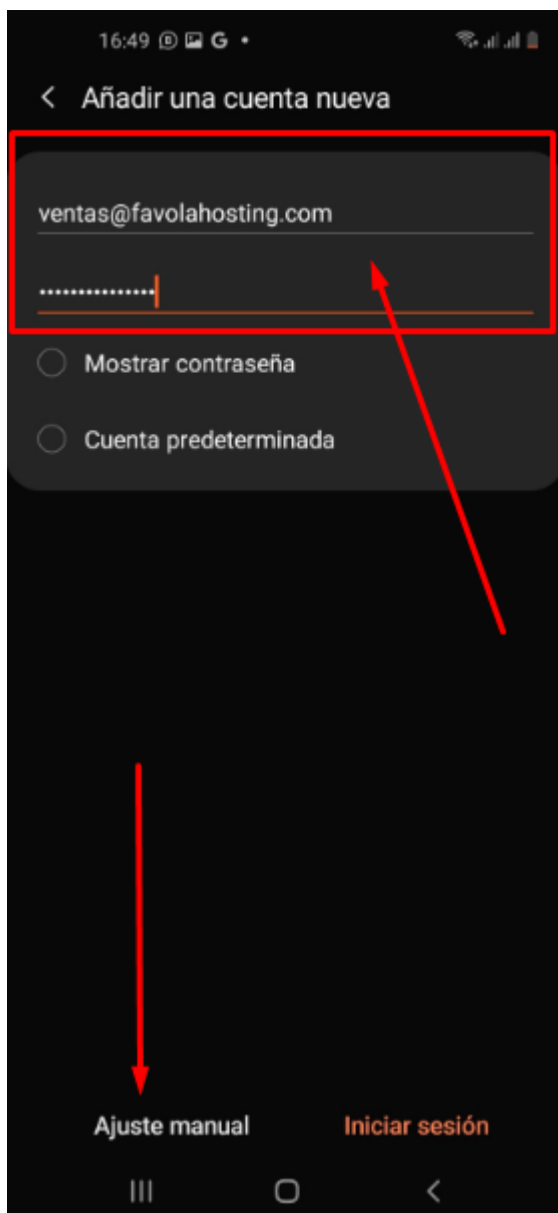 16:49
Añadir una cuenta nueva
ventas@favolahosting.com
•••••••••••••••
Mostrar contraseña
Cuenta predeterminada
Ajuste manual
Iniciar sesión